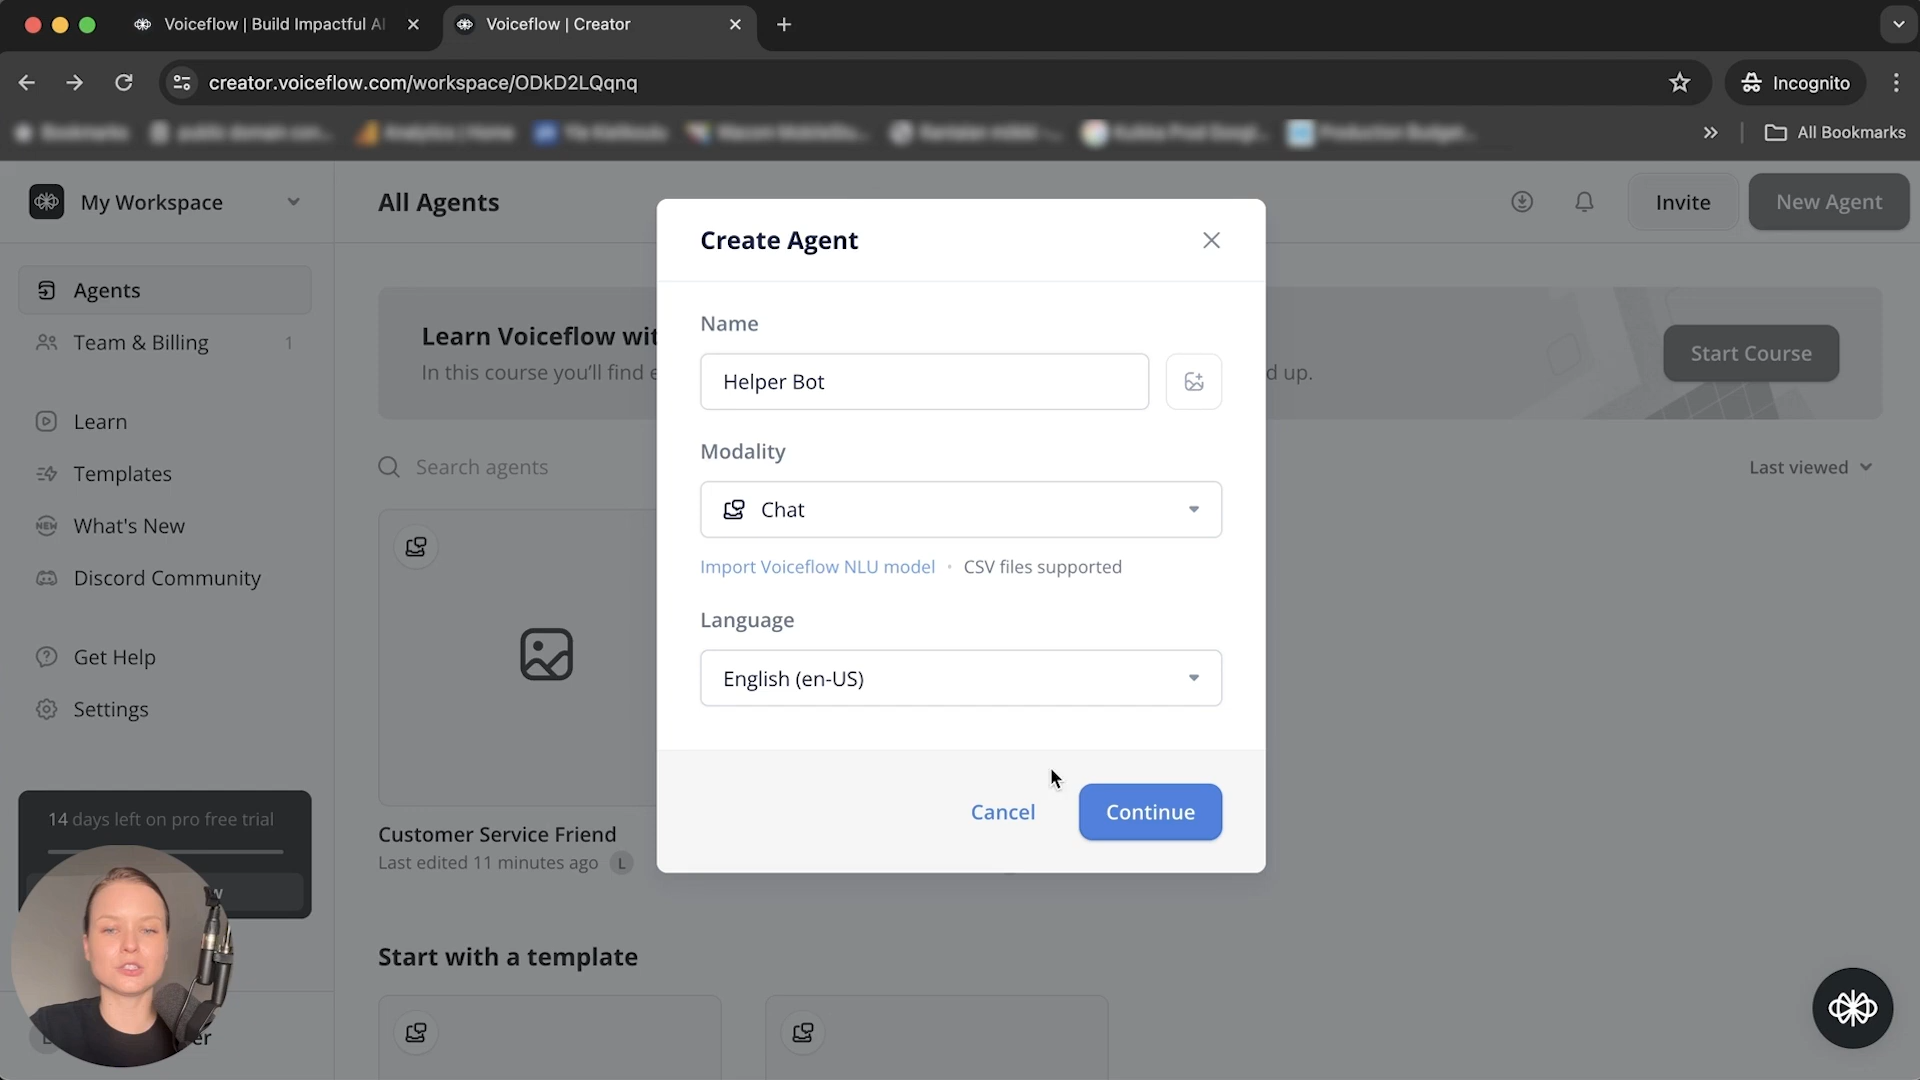 Voiceflow | Build Impactful AI
Voiceflow | Creator
creator.voiceflow.com/workspace/ODkD2LQqnq
Incognito
All Bookmarks
My Workspace
All Agents
Invite
New Agent
Agents
Team & Billing 1
Learn
Templates
NEW What's New
Discord Community
Get Help
Settings
14 days left on pro free trial
Learn Voiceflow wit
In this course you'll find e
d up.
Start Course
Search agents
Last viewed
Customer Service Friend
Last edited 11 minutes ago L
Start with a template
Create Agent
Name
Helper Bot
Modality
Chat
Import Voiceflow NLU model • CSV files supported
Language
English (en-US)
Cancel
Continue
w
er